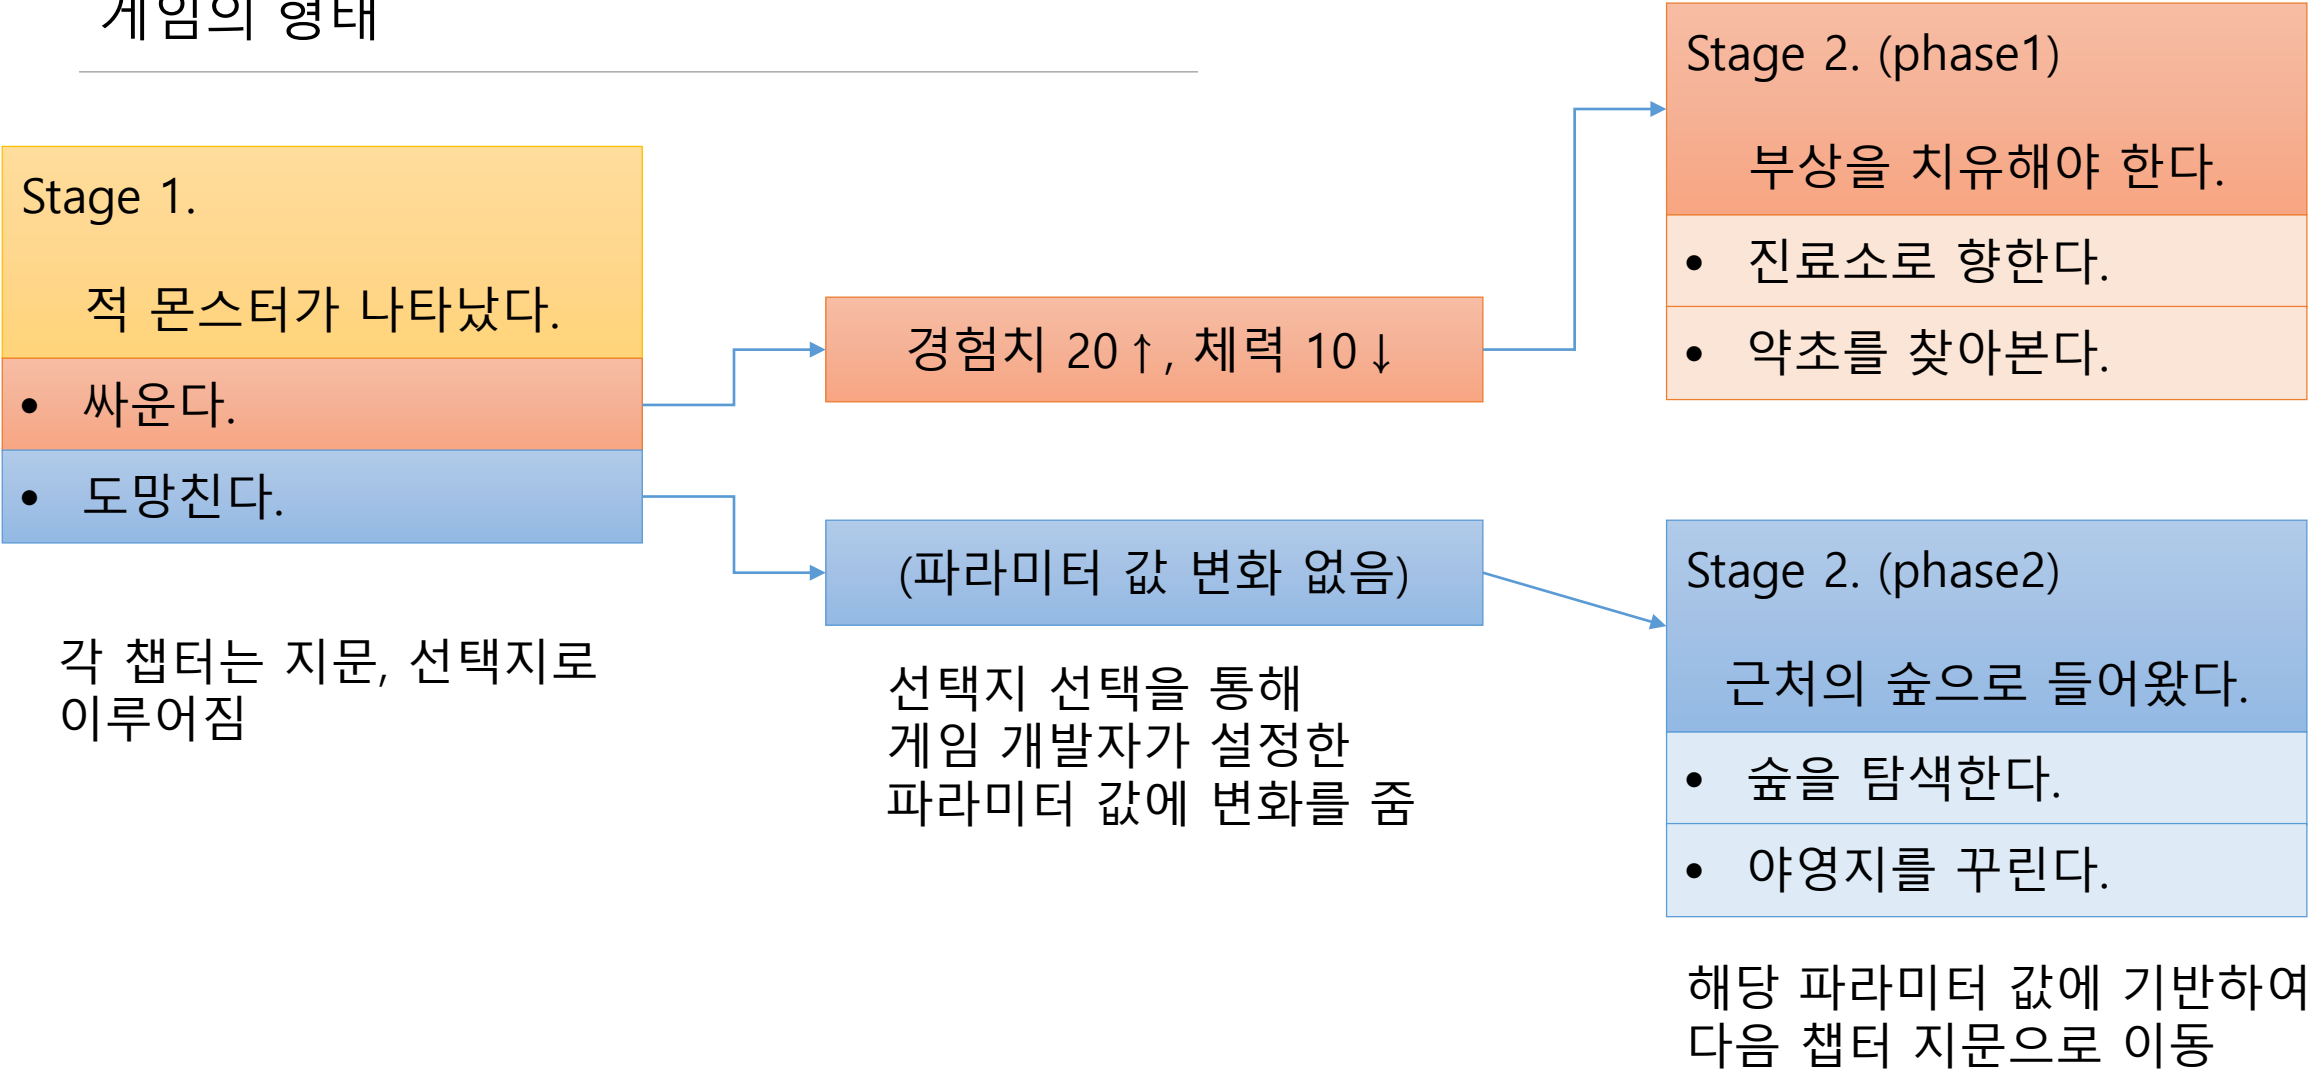 게임의 형태
Stage 1.
적 몬스터가 나타났다.
• 싸운다.
• 도망친다.
각 챕터는 지문, 선택지로
이루어짐
경험치 20↑, 체력 10↓
(파라미터 값 변화 없음)
선택지 선택을 통해
게임 개발자가 설정한
파라미터 값에 변화를 줌
Stage 2. (phase1)
부상을 치유해야 한다.
• 진료소로 향한다.
• 약초를 찾아본다.
Stage 2. (phase2)
근처의 숲으로 들어왔다.
• 숲을 탐색한다.
• 야영지를 꾸린다.
해당 파라미터 값에 기반하여
다음 챕터 지문으로 이동